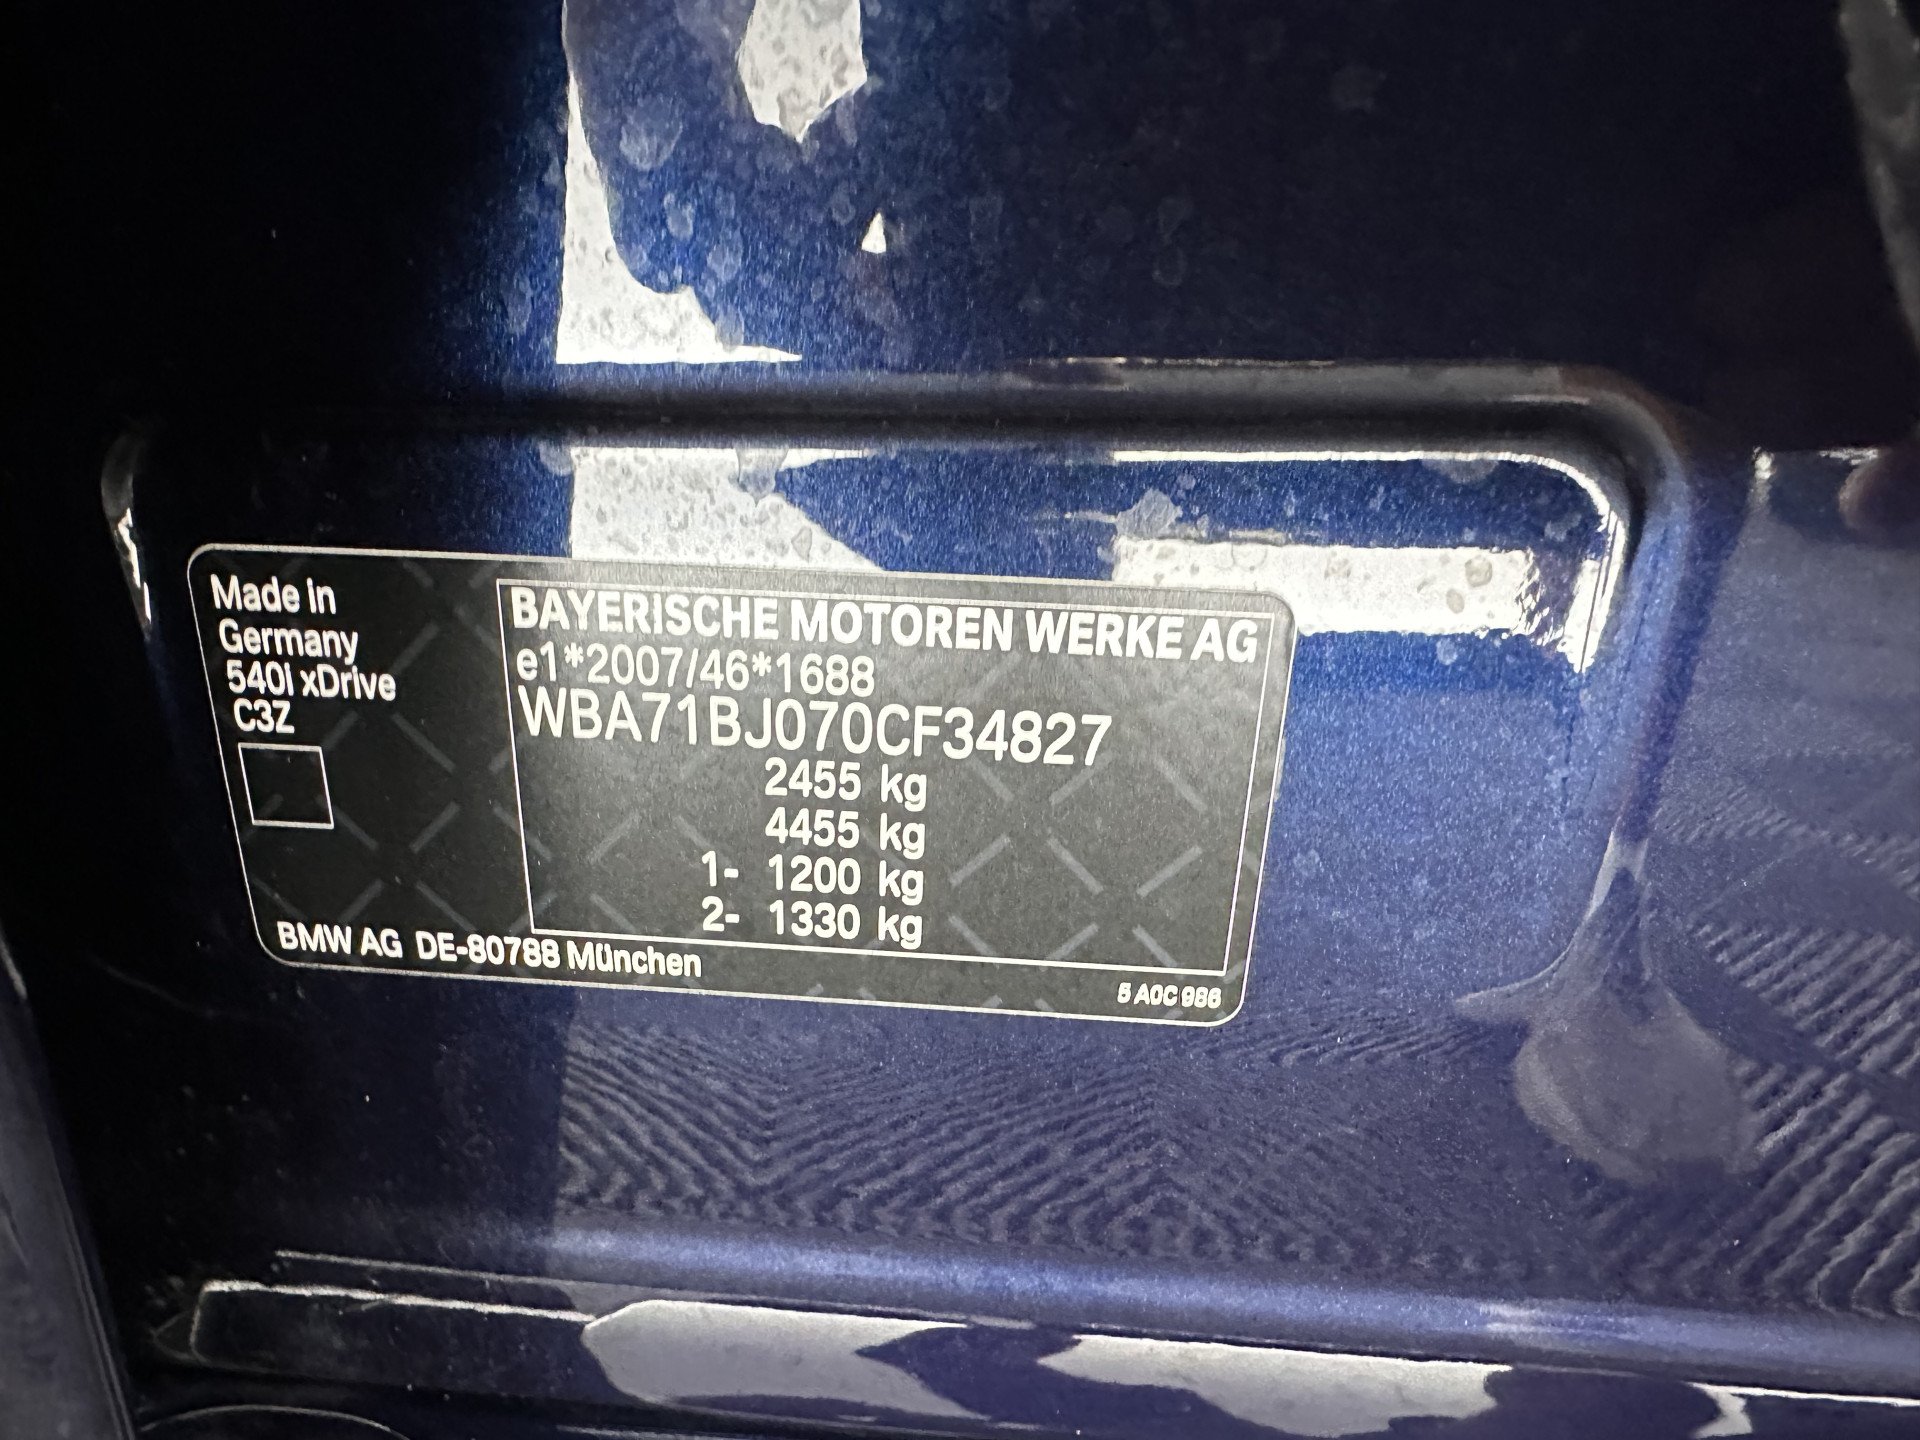 Made in
Germany
540i xDrive
C3Z
BAYERISCHE MOTOREN WERKE AG
e1*2007/46*1688
WBA71BJ070CF34827
2455 kg
4455 kg
1- 1200 kg
2- 1330 kg
BMW AG DE-80788 München
5 A0C 986